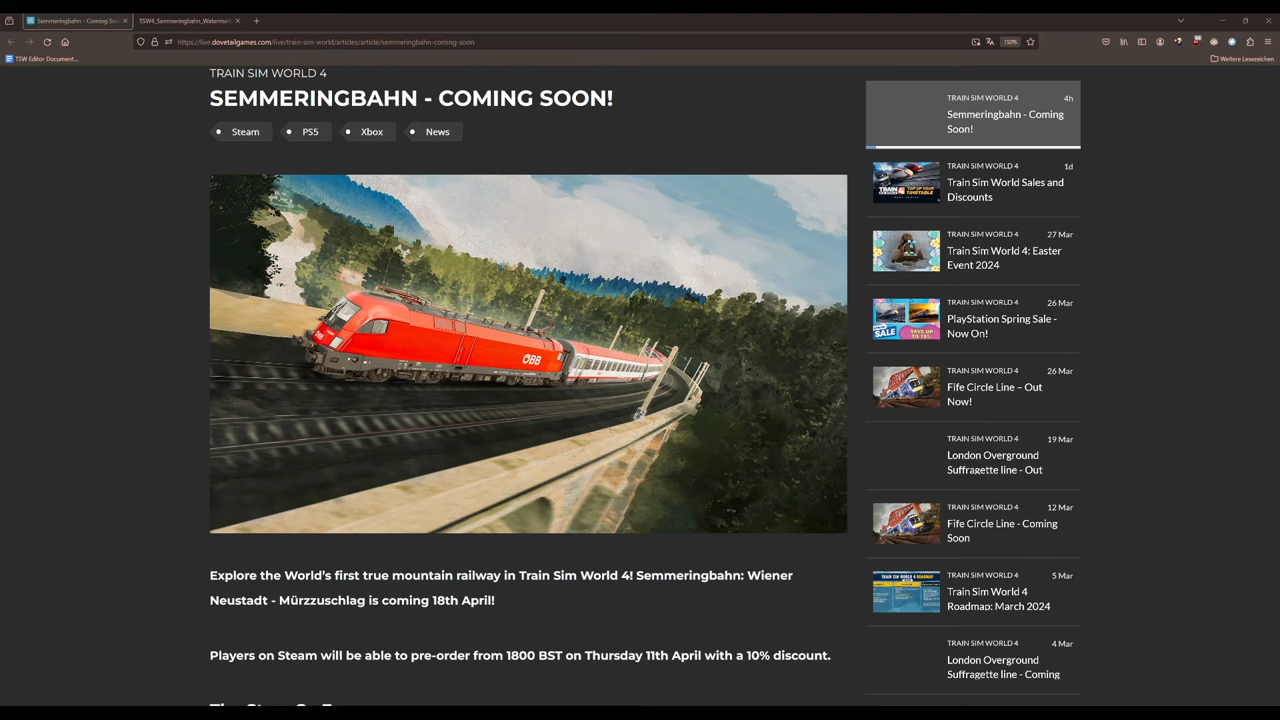 Semmeringbahn - Coming Soon
TSW4_Semmeringbahn_Watermar
https://live.dovetailgames.com/live/train-sim-world/articles/article/semmeringbahn-coming-soon
150%
TSW Editor Document...
Weitere Lesezeichen
TRAIN SIM WORLD 4
SEMMERINGBAHN - COMING SOON!
Steam
PS5
Xbox
News
ÖBB
Explore the World's first true mountain railway in Train Sim World 4! Semmeringbahn: Wiener
Neustadt - Mürzzuschlag is coming 18th April!
Players on Steam will be able to pre-order from 1800 BST on Thursday 11th April with a 10% discount.
TRAIN SIM WORLD 4 4h
Semmeringbahn - Coming
Soon!
TRAIN SIM WORLD 4 1d
Train Sim World Sales and
Discounts
TRAIN SIM WORLD 4 27 Mar
Train Sim World 4: Easter
Event 2024
TRAIN SIM WORLD 4 26 Mar
PlayStation Spring Sale -
Now On!
TRAIN SIM WORLD 4 26 Mar
Fife Circle Line – Out
Now!
TRAIN SIM WORLD 4 19 Mar
London Overground
Suffragette line - Out
TRAIN SIM WORLD 4 12 Mar
Fife Circle Line - Coming
Soon
TRAIN SIM WORLD 4 5 Mar
Train Sim World 4
Roadmap: March 2024
TRAIN SIM WORLD 4 4 Mar
London Overground
Suffragette line - Coming